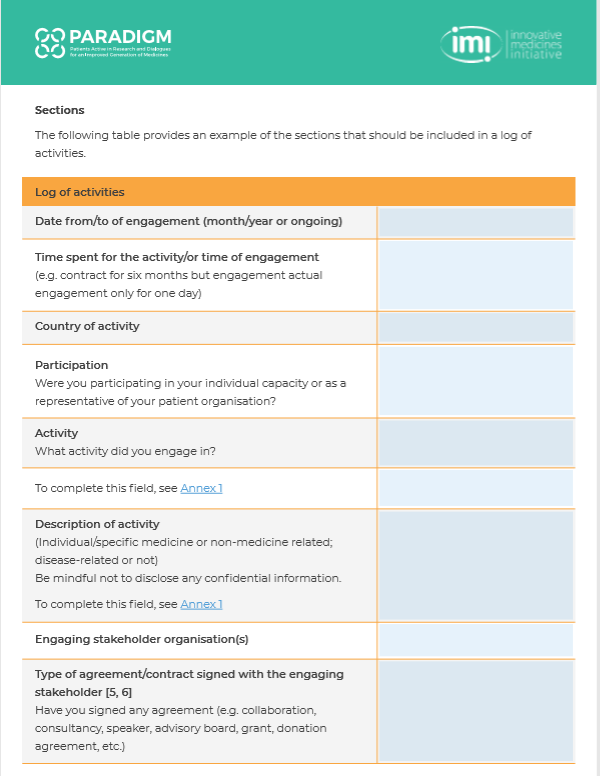 PARADIGM
Patients Active in Research and Dialogues
for an Improved Generation of Medicines
imi
innovative
medicines
initiative
Sections
The following table provides an example of the sections that should be included in a log of
activities.
Log of activities
Date from/to of engagement (month/year or ongoing)
Time spent for the activity/or time of engagement
(e.g. contract for six months but engagement actual
engagement only for one day)
Country of activity
Participation
Were you participating in your individual capacity or as a
representative of your patient organisation?
Activity
What activity did you engage in?
To complete this field, see Annex 1
Description of activity
(Individual/specific medicine or non-medicine related;
disease-related or not)
Be mindful not to disclose any confidential information.
To complete this field, see Annex 1
Engaging stakeholder organisation(s)
Type of agreement/contract signed with the engaging
stakeholder [5, 6]
Have you signed any agreement (e.g. collaboration,
consultancy, speaker, advisory board, grant, donation
agreement, etc.)